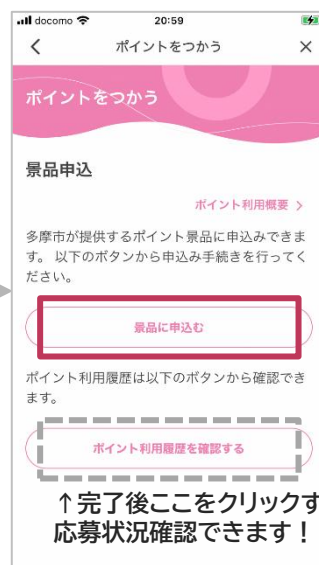 docomo 20:59
ポイントをつかう
ポイントをつかう
景品申込
ポイント利用概要
多摩市が提供するポイント景品に申込みできま
す。 以下のボタンから申込み手続きを行ってく
ださい。
景品に申込む
ポイント利用履歴は以下のボタンから確認でき
ます。
ポイント利用履歴を確認する
↑完了後ここをクリックす
応募状況確認できます！